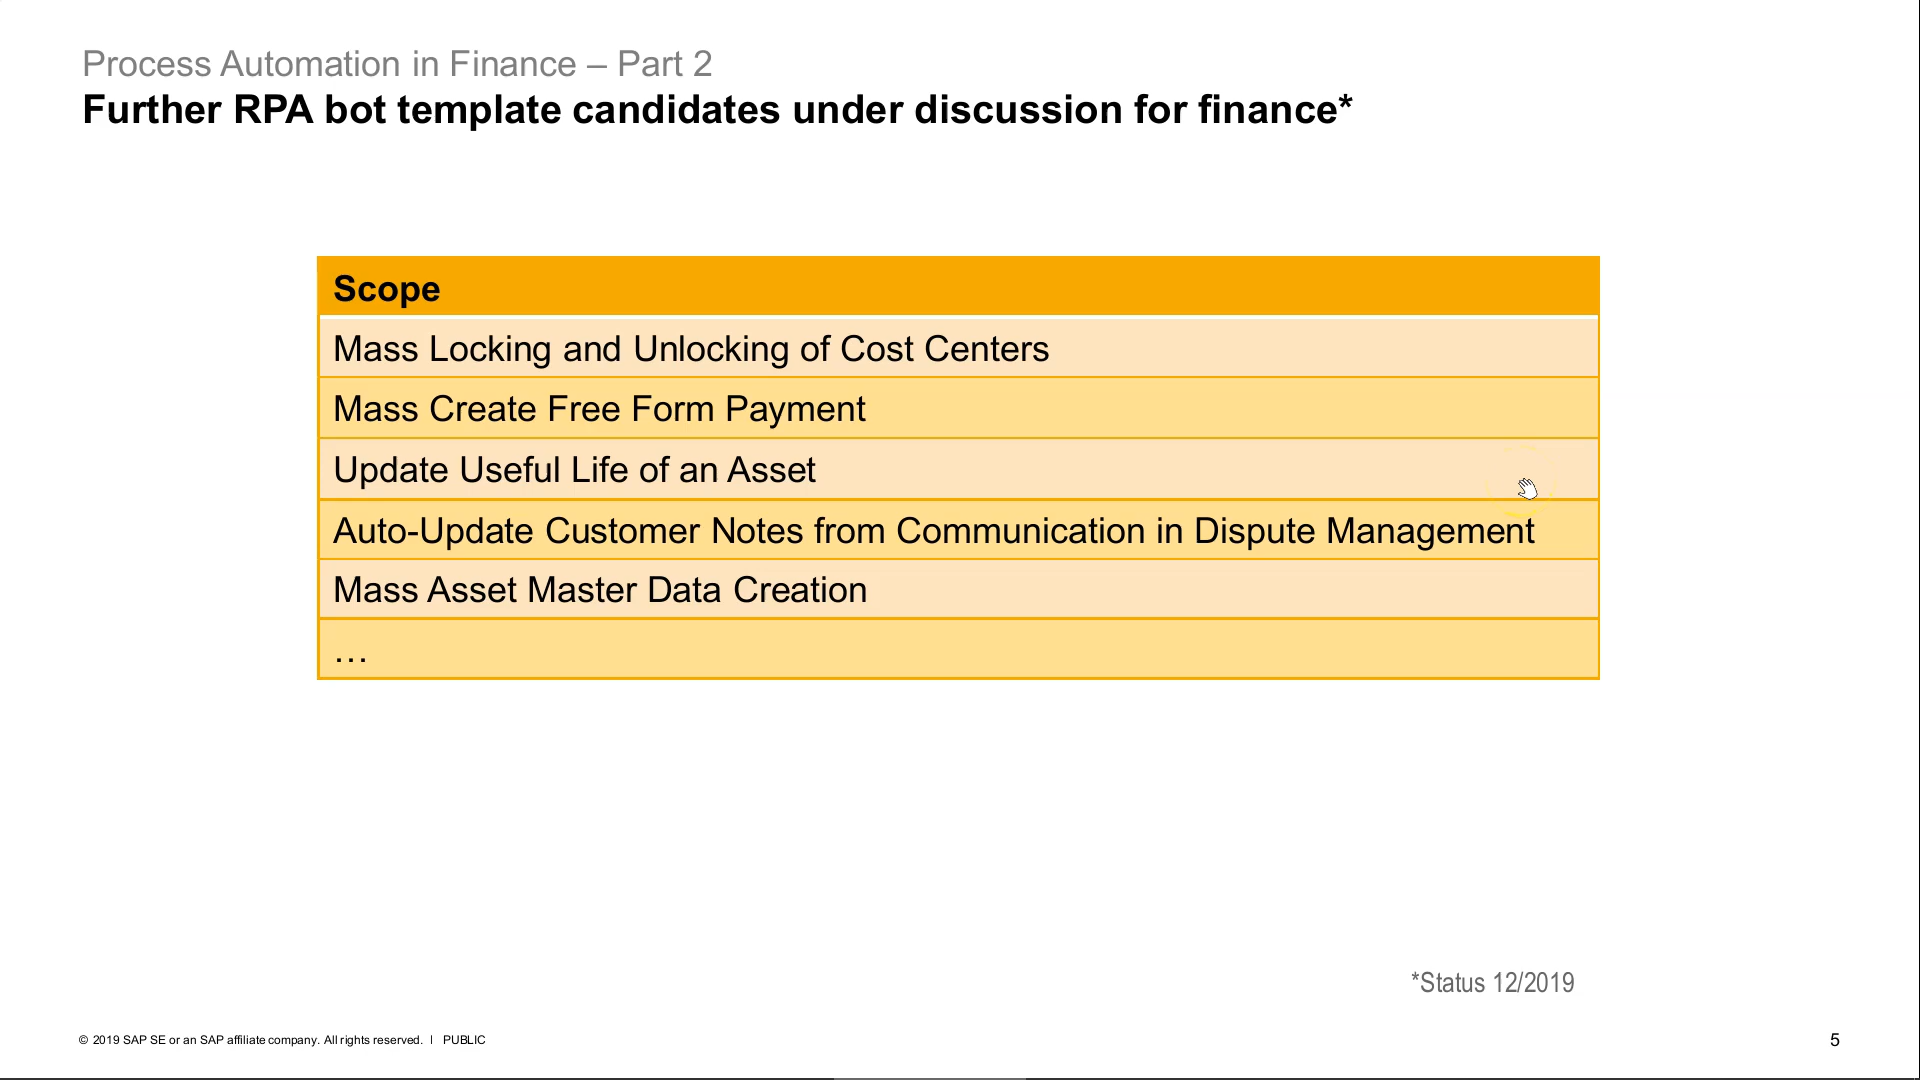 Process Automation in Finance – Part 2
Further RPA bot template candidates under discussion for finance*
Scope
Mass Locking and Unlocking of Cost Centers
Mass Create Free Form Payment
Update Useful Life of an Asset
Auto-Update Customer Notes from Communication in Dispute Management
Mass Asset Master Data Creation
…
*Status 12/2019
© 2019 SAP SE or an SAP affiliate company. All rights reserved. | PUBLIC
5